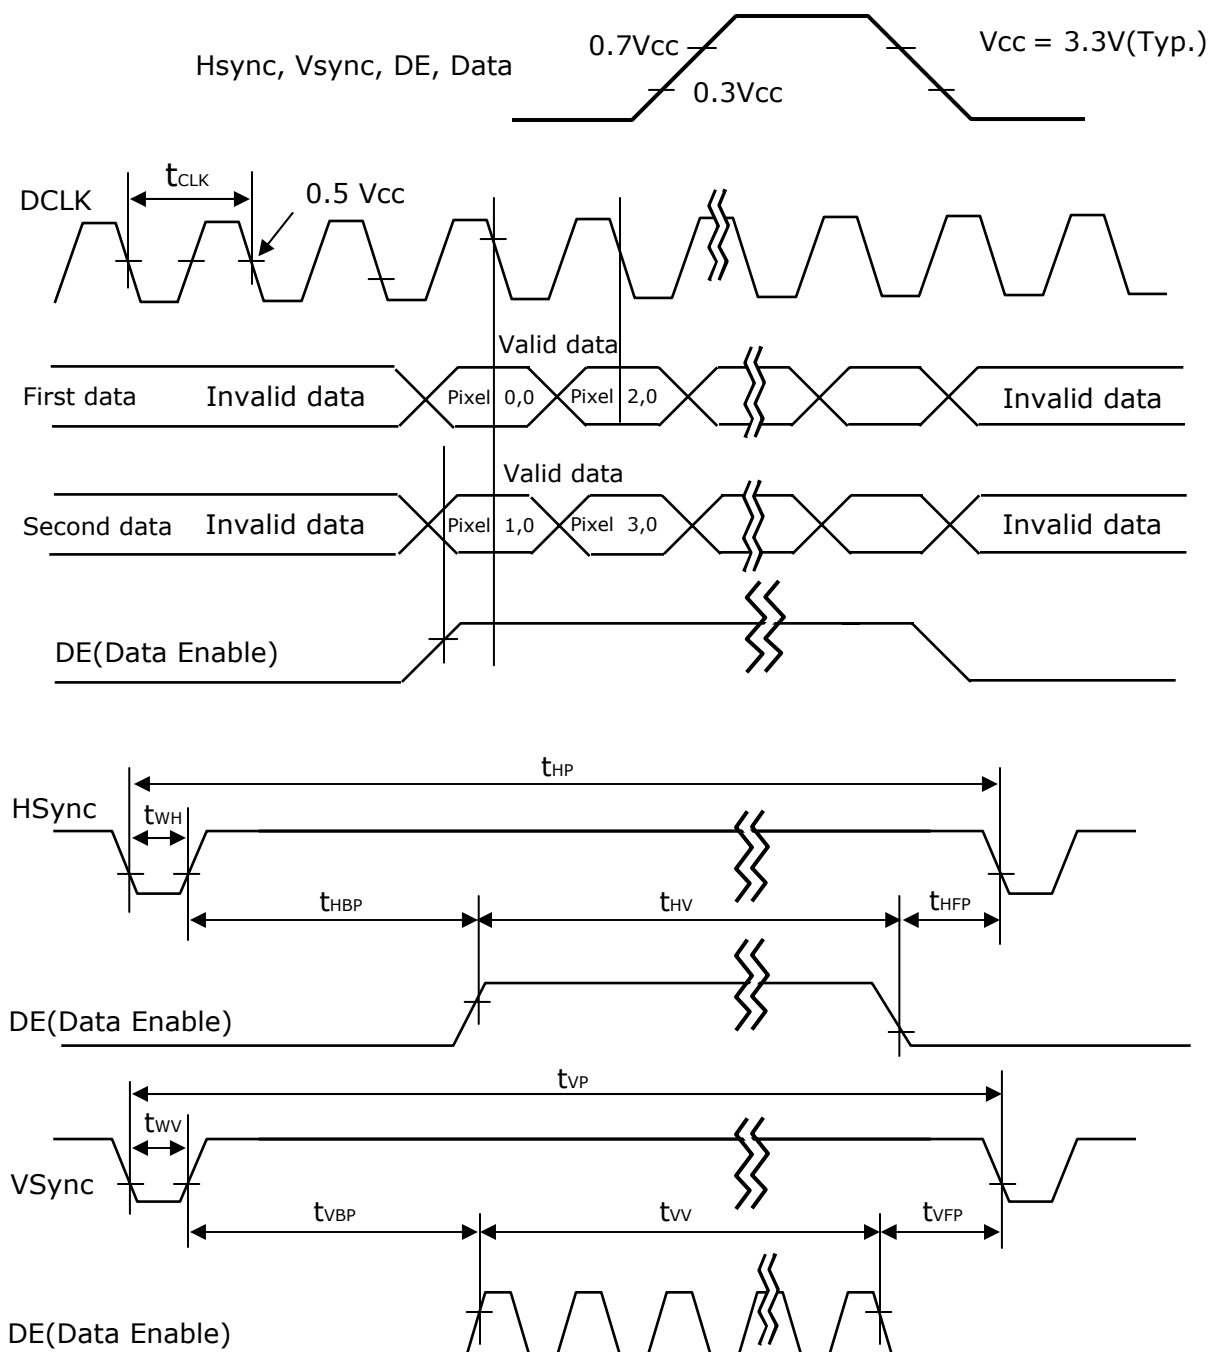 0.7Vcc
Vcc = 3.3V(Typ.)
Hsync, Vsync, DE, Data
0.3Vcc
tCLK
DCLK
0.5 Vcc
Valid data
First data
Invalid data
Pixel 0,0
Pixel 2,0
Invalid data
Valid data
Second data
Invalid data
Pixel 1,0
Pixel 3,0
Invalid data
DE(Data Enable)
tHP
HSync
tWH
tHBP
tHV
tHFP
DE(Data Enable)
tVP
tWV
VSync
tVBP
tVV
tVFP
DE(Data Enable)